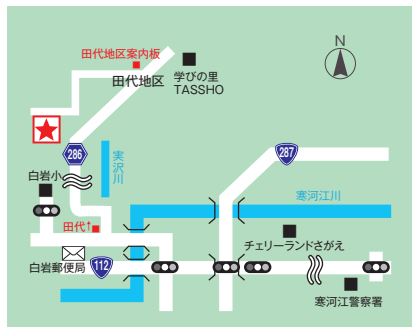 田代地区案内板
田代地区
学びの里
TASSHO
N
286
実沢川
287
白岩小
寒河江川
田代↑
チェリーランドさがえ
白岩郵便局
112
寒河江警察署